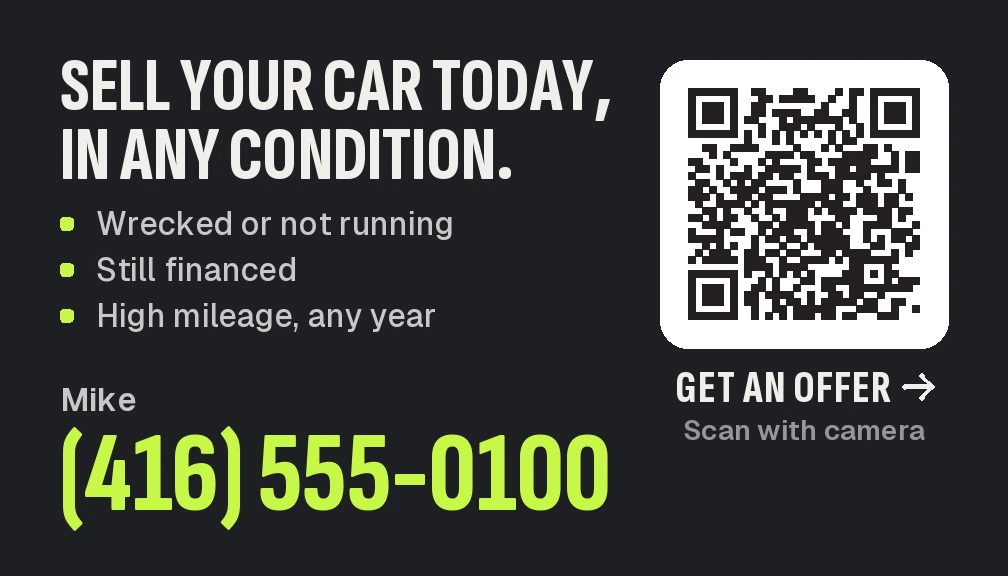 SELL YOUR CAR TODAY,
IN ANY CONDITION.
Wrecked or not running
Still financed
High mileage, any year
Mike
(416) 555-0100
GET AN OFFER →
Scan with camera